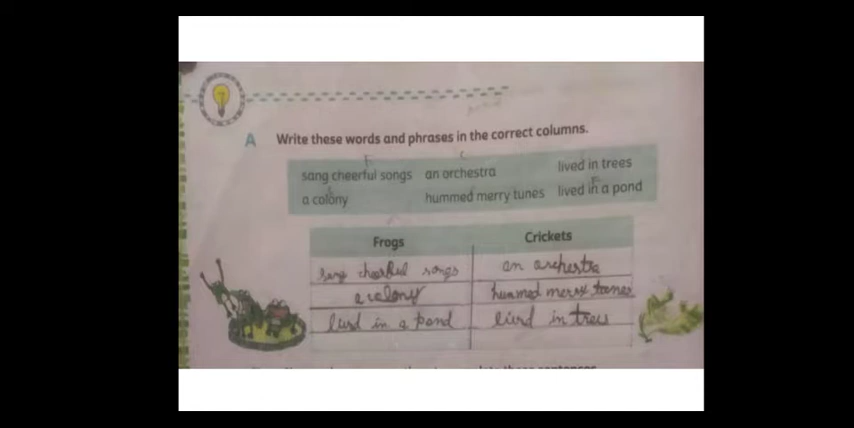 A Write these words and phrases in the correct columns.
sang cheerful songs an orchestra lived in trees
a colony hummed merry tunes lived in a pond
Frogs Crickets
sang cheerful songs an archestra
a colony hummed merry tunes
lived in a pond lived in trees